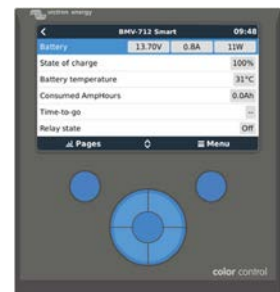 victron energy
BMV-712 Smart 09:48
Battery 13.70V 0.8A 11W
State of charge 100%
Battery temperature 31°C
Consumed AmpHours 0.0Ah
Time-to-go --
Relay state Off
Pages Menu
color control